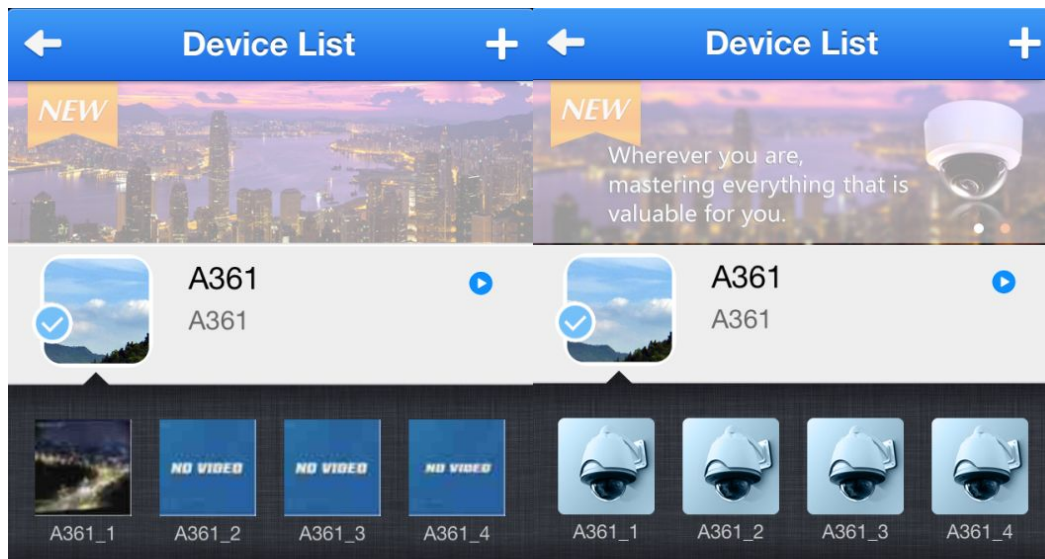 Device List
NEW
A361
A361
NO VIDEO
NO VIDEO
NO VIDEO
A361_1
A361_2
A361_3
A361_4
Device List
NEW
Wherever you are,
mastering everything that is
valuable for you.
A361
A361
A361_1
A361_2
A361_3
A361_4